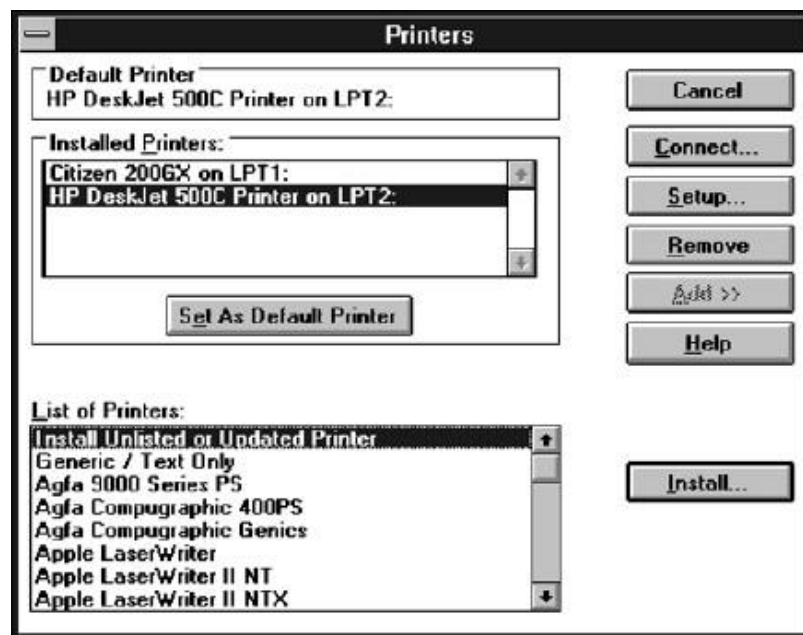 Printers
Default Printer
HP DeskJet 500C Printer on LPT2:
Cancel
Installed Printers:
Citizen 200GX on LPT1:
HP DeskJet 500C Printer on LPT2:
Connect...
Setup...
Remove
Add >>
Set As Default Printer
Help
List of Printers:
Install Unlisted or Updated Printer
Generic / Text Only
Agfa 9000 Series PS
Agfa Compugraphic 400PS
Agfa Compugraphic Genics
Apple LaserWriter
Apple LaserWriter II NT
Apple LaserWriter II NTX
Install...